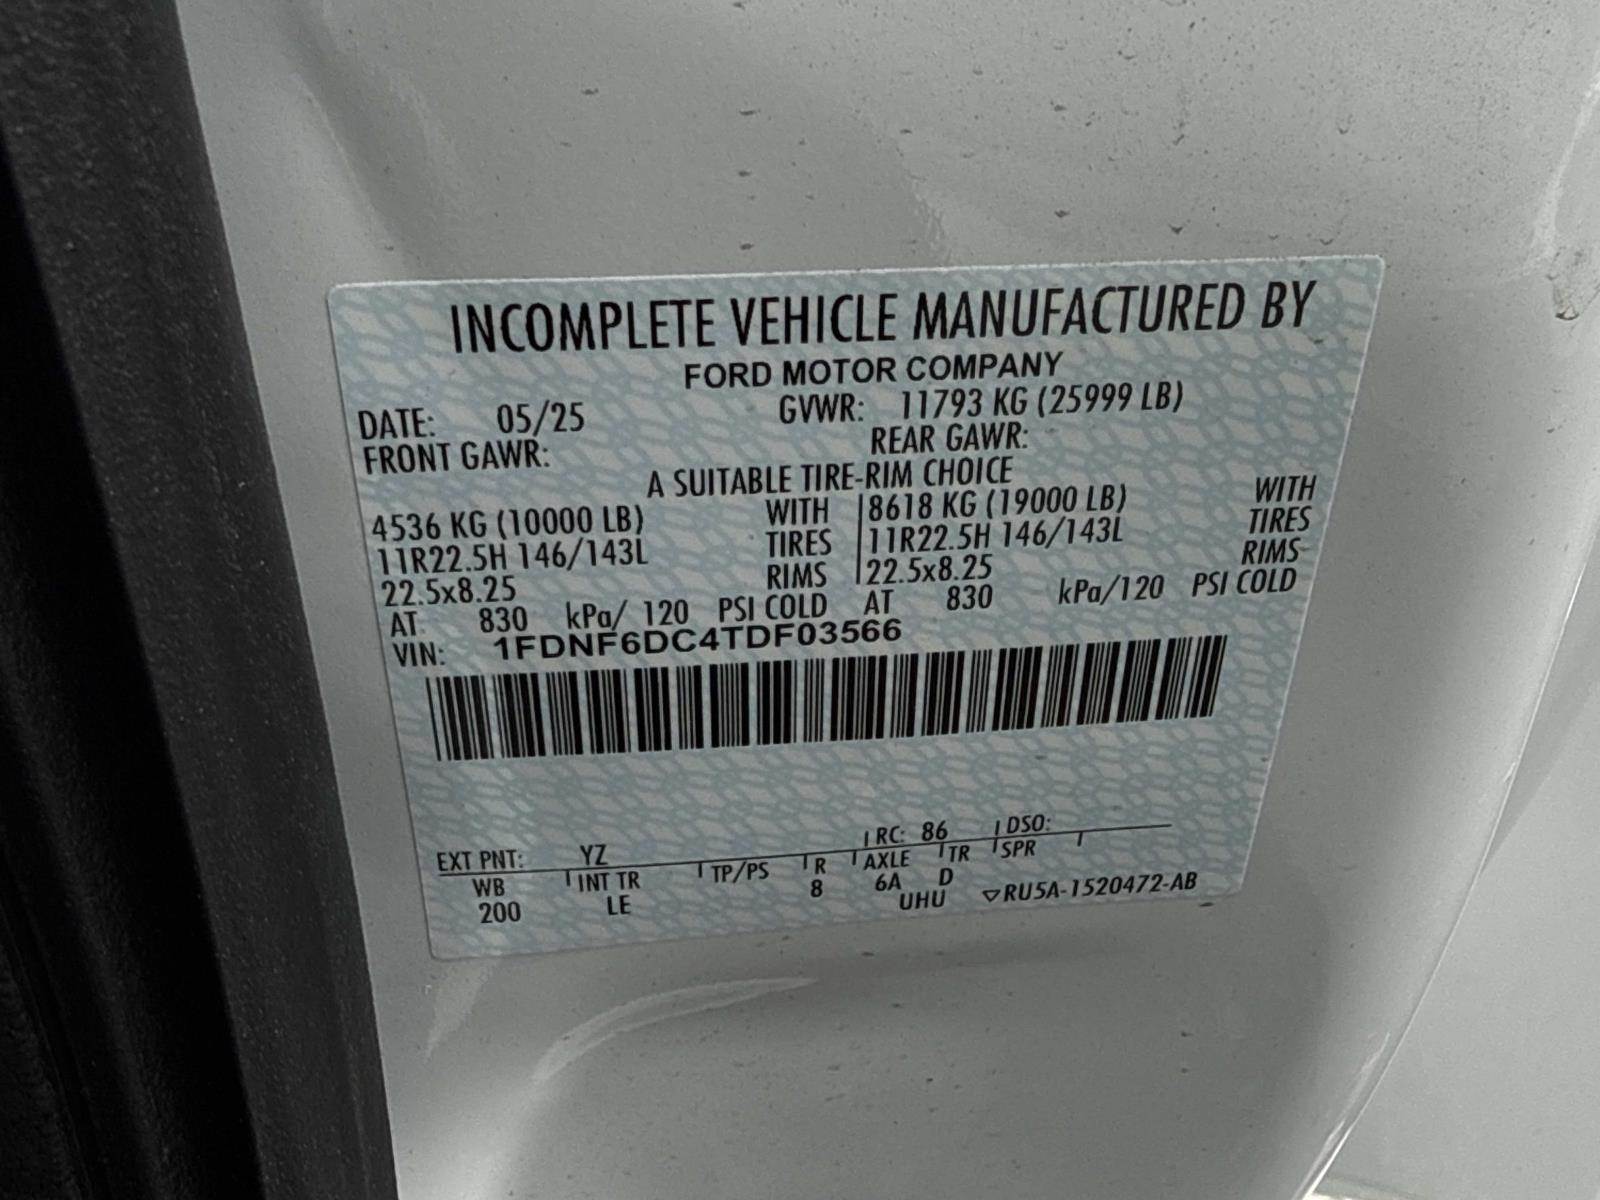 INCOMPLETE VEHICLE MANUFACTURED BY
FORD MOTOR COMPANY
DATE: 05/25 GVWR: 11793 KG (25999 LB)
FRONT GAWR: REAR GAWR:
A SUITABLE TIRE-RIM CHOICE
4536 KG (10000 LB) WITH 8618 KG (19000 LB) WITH
11R22.5H 146/143L TIRES 11R22.5H 146/143L TIRES
22.5x8.25 RIMS 22.5x8.25 RIMS
AT 830 kPa/ 120 PSI COLD AT 830 kPa/120 PSI COLD
VIN: 1FDNF6DC4TDF03566
EXT PNT: YZ RC: 86 DSO:
WB INT TR TP/PS R AXLE TR SPR
200 LE 8 6A D
UHU ▽RU5A-1520472-AB